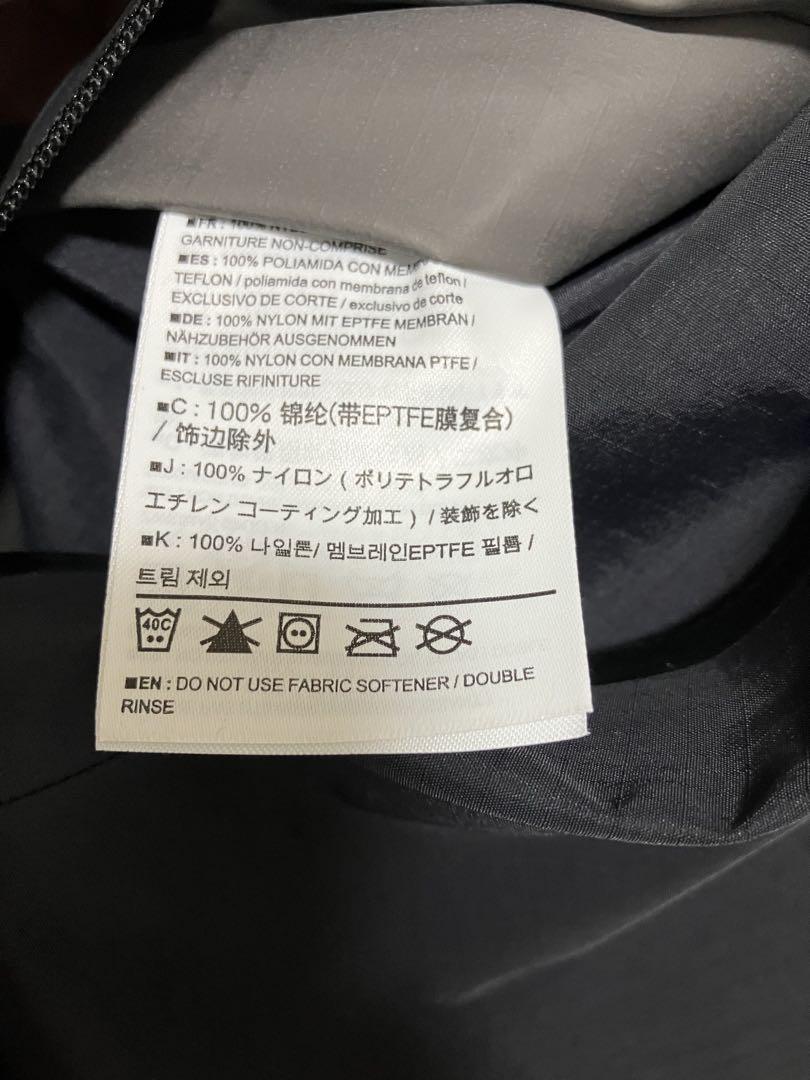 ■FR: 100%
GARNITURE NON-COMPRISE
■ES: 100% POLIAMIDA CON
TEFLON / poliamida con membrana de teflon /
EXCLUSIVO DE CORTE / exclusivo de corte
■DE: 100% NYLON MIT EPTFE MEMBRAN /
NÄHZUBEHÖR AUSGENOMMEN
■IT: 100% NYLON CON MEMBRANA PTFE /
ESCLUSE RIFINITURE
■C: 100% 锦纶(带EPTFE膜复合)
/ 饰边除外
■J: 100% ナイロン ( ポリテトラフルオロ
エチレン コーティング加工 ) / 装飾を除く
■K: 100% 나일론/ 멤브레인EPTFE 필름 /
트림 제외
40C
■EN: DO NOT USE FABRIC SOFTENER / DOUBLE
RINSE